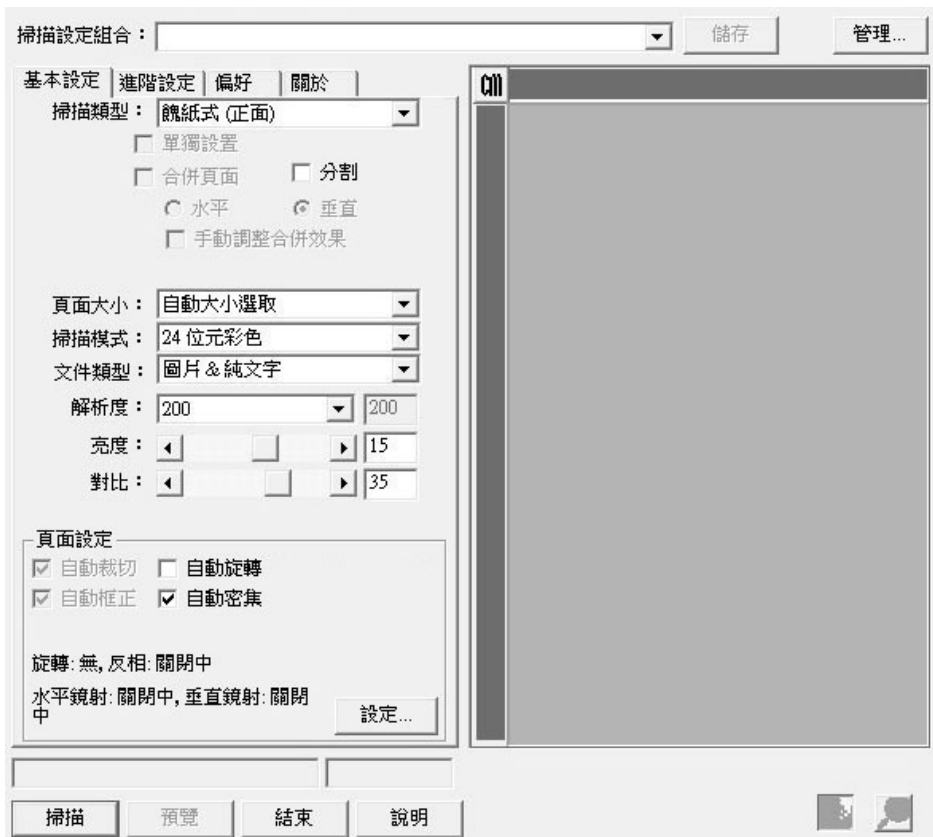 掃描設定組合： 儲存 管理...
基本設定 進階設定 偏好 關於
掃描類型： 餽紙式 (正面)
單獨設置
合併頁面 分割
水平 垂直
手動調整合併效果
頁面大小： 自動大小選取
掃描模式： 24 位元彩色
文件類型： 圖片 & 純文字
解析度： 200 200
亮度： 15
對比： 35
頁面設定
自動裁切 自動旋轉
自動框正 自動密集
旋轉: 無, 反相: 關閉中
水平鏡射: 關閉中, 垂直鏡射: 關閉
中
設定...
掃描 預覽 結束 說明